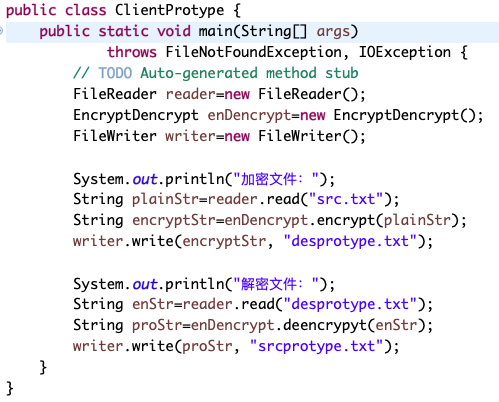 public class ClientProtype {
    public static void main(String[] args)
            throws FileNotFoundException, IOException {
        // TODO Auto-generated method stub
        FileReader reader=new FileReader();
        EncryptDencrypt enDencrypt=new EncryptDencrypt();
        FileWriter writer=new FileWriter();

        System.out.println("加密文件：");
        String plainStr=reader.read("src.txt");
        String encryptStr=enDencrypt.encrypt(plainStr);
        writer.write(encryptStr, "desprotype.txt");

        System.out.println("解密文件：");
        String enStr=reader.read("desprotype.txt");
        String proStr=enDencrypt.deencrypyt(enStr);
        writer.write(proStr, "srcprotype.txt");
    }
}